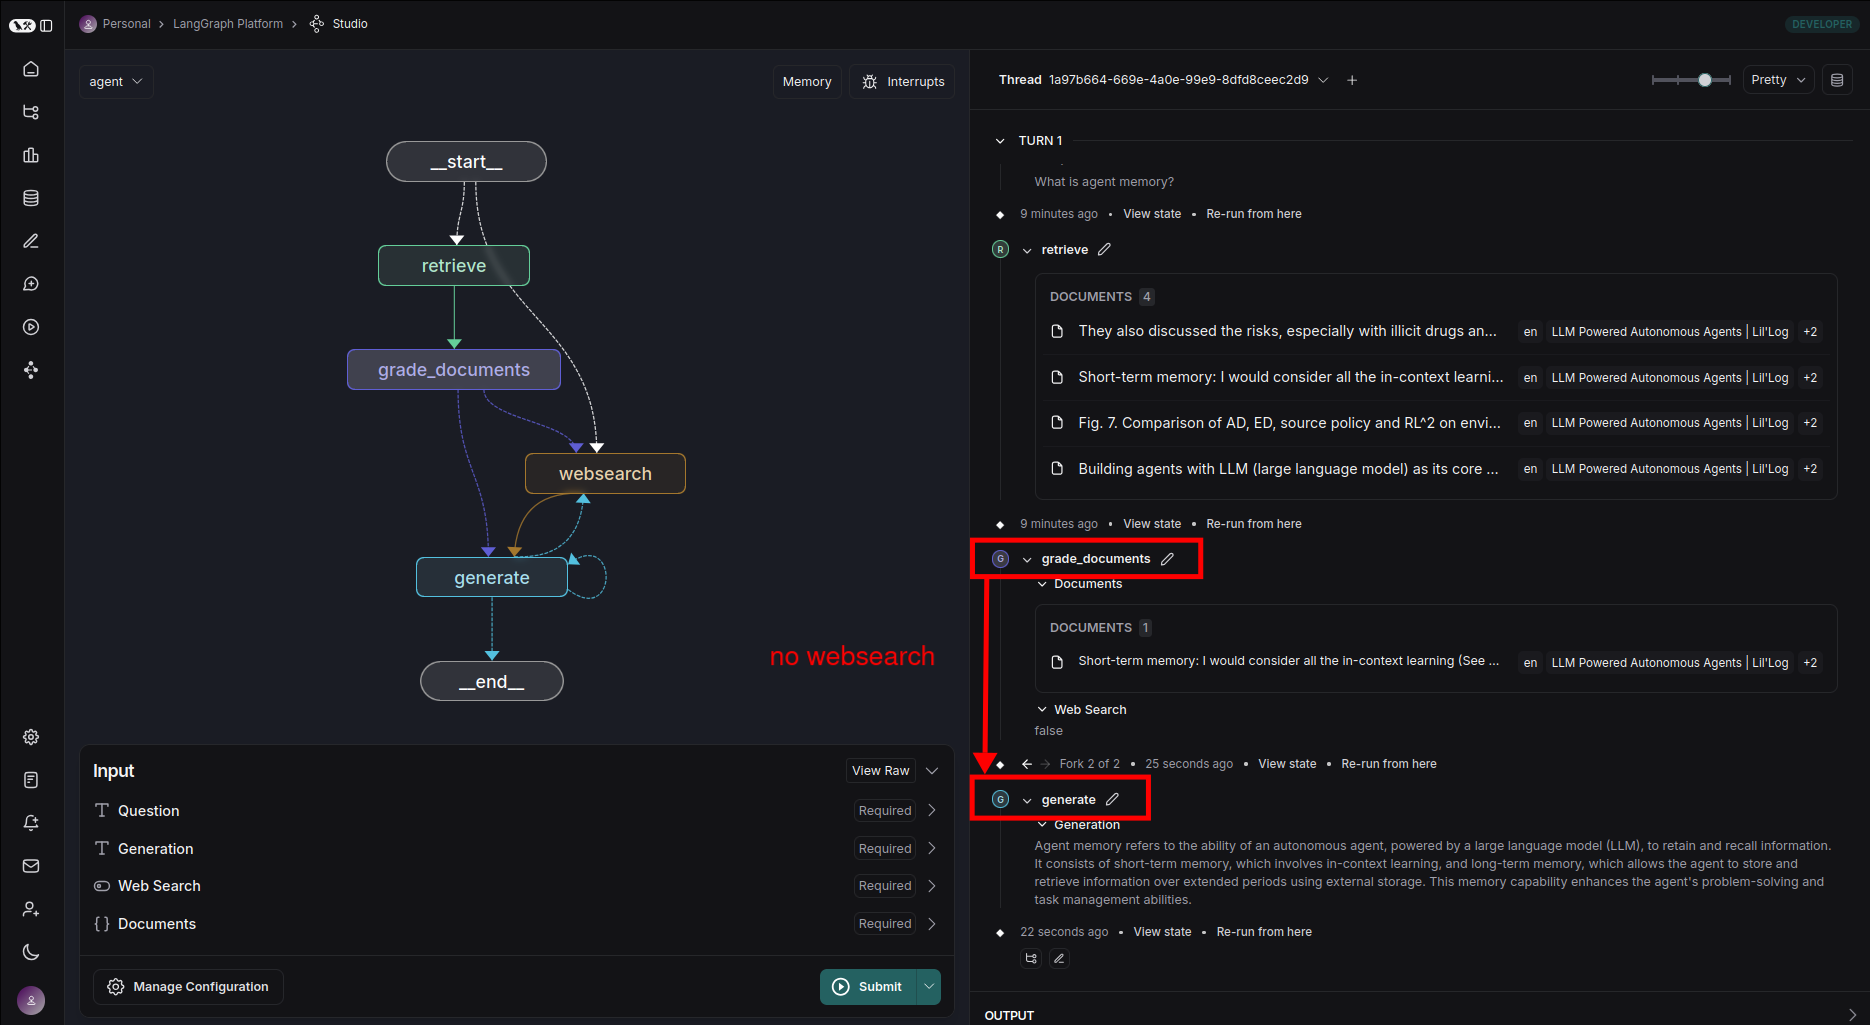 Personal > LangGraph Platform > Studio
DEVELOPER
agent
Memory
Interrupts
__start__
retrieve
grade_documents
websearch
generate
__end__
no websearch
Input
View Raw
Question Required
Generation Required
Web Search Required
Documents Required
Manage Configuration
Submit
Thread 1a97b664-669e-4a0e-99e9-8dfd8ceec2d9
Pretty
TURN 1
What is agent memory?
9 minutes ago • View state • Re-run from here
R retrieve
DOCUMENTS 4
They also discussed the risks, especially with illicit drugs an... en LLM Powered Autonomous Agents | Lil'Log +2
Short-term memory: I would consider all the in-context learni... en LLM Powered Autonomous Agents | Lil'Log +2
Fig. 7. Comparison of AD, ED, source policy and RL^2 on envi... en LLM Powered Autonomous Agents | Lil'Log +2
Building agents with LLM (large language model) as its core ... en LLM Powered Autonomous Agents | Lil'Log +2
9 minutes ago • View state • Re-run from here
G grade_documents
Documents
DOCUMENTS 1
Short-term memory: I would consider all the in-context learning (See ... en LLM Powered Autonomous Agents | Lil'Log +2
Web Search
false
Fork 2 of 2 • 25 seconds ago • View state • Re-run from here
G generate
Generation
Agent memory refers to the ability of an autonomous agent, powered by a large language model (LLM), to retain and recall information.
It consists of short-term memory, which involves in-context learning, and long-term memory, which allows the agent to store and
retrieve information over extended periods using external storage. This memory capability enhances the agent's problem-solving and
task management abilities.
22 seconds ago • View state • Re-run from here
OUTPUT